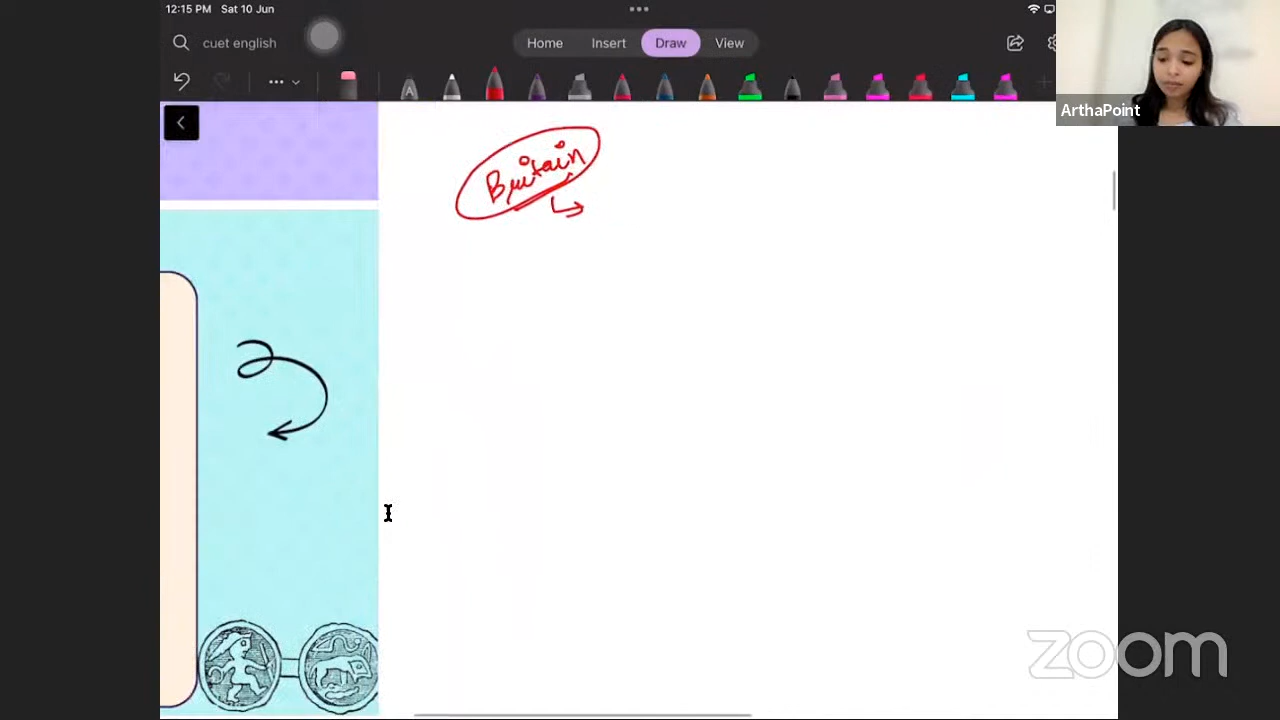 12:15 PM Sat 10 Jun
cuet english
Home Insert Draw View
A
ArthaPoint
Britain
zoom